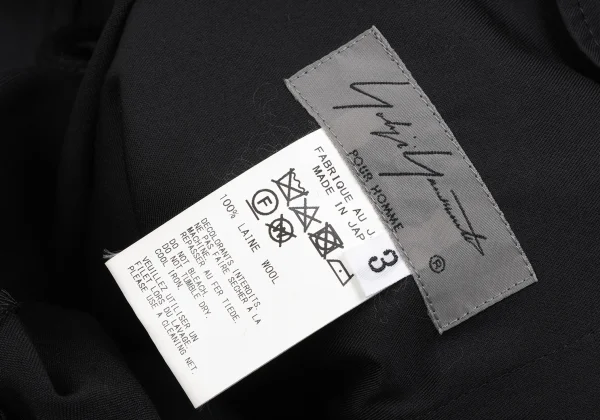 Yohji Yamamoto
POUR HOMME
®
3
FABRIQUE AU J
MADE IN JAP
F
W
100% LAINE WOOL
DECOLORANTS INTERDITS
NE PAS FAIRE SECHER A LA
MACHINE.
REPASSER AU FER TIEDE.
DO NOT BLEACH.
DO NOT TUMBLE DRY.
COOL IRON.
VEUILLEZ UTILISER UN
FILET LORS DU LAVAGE.
PLEASE USE A CLEANING NET.